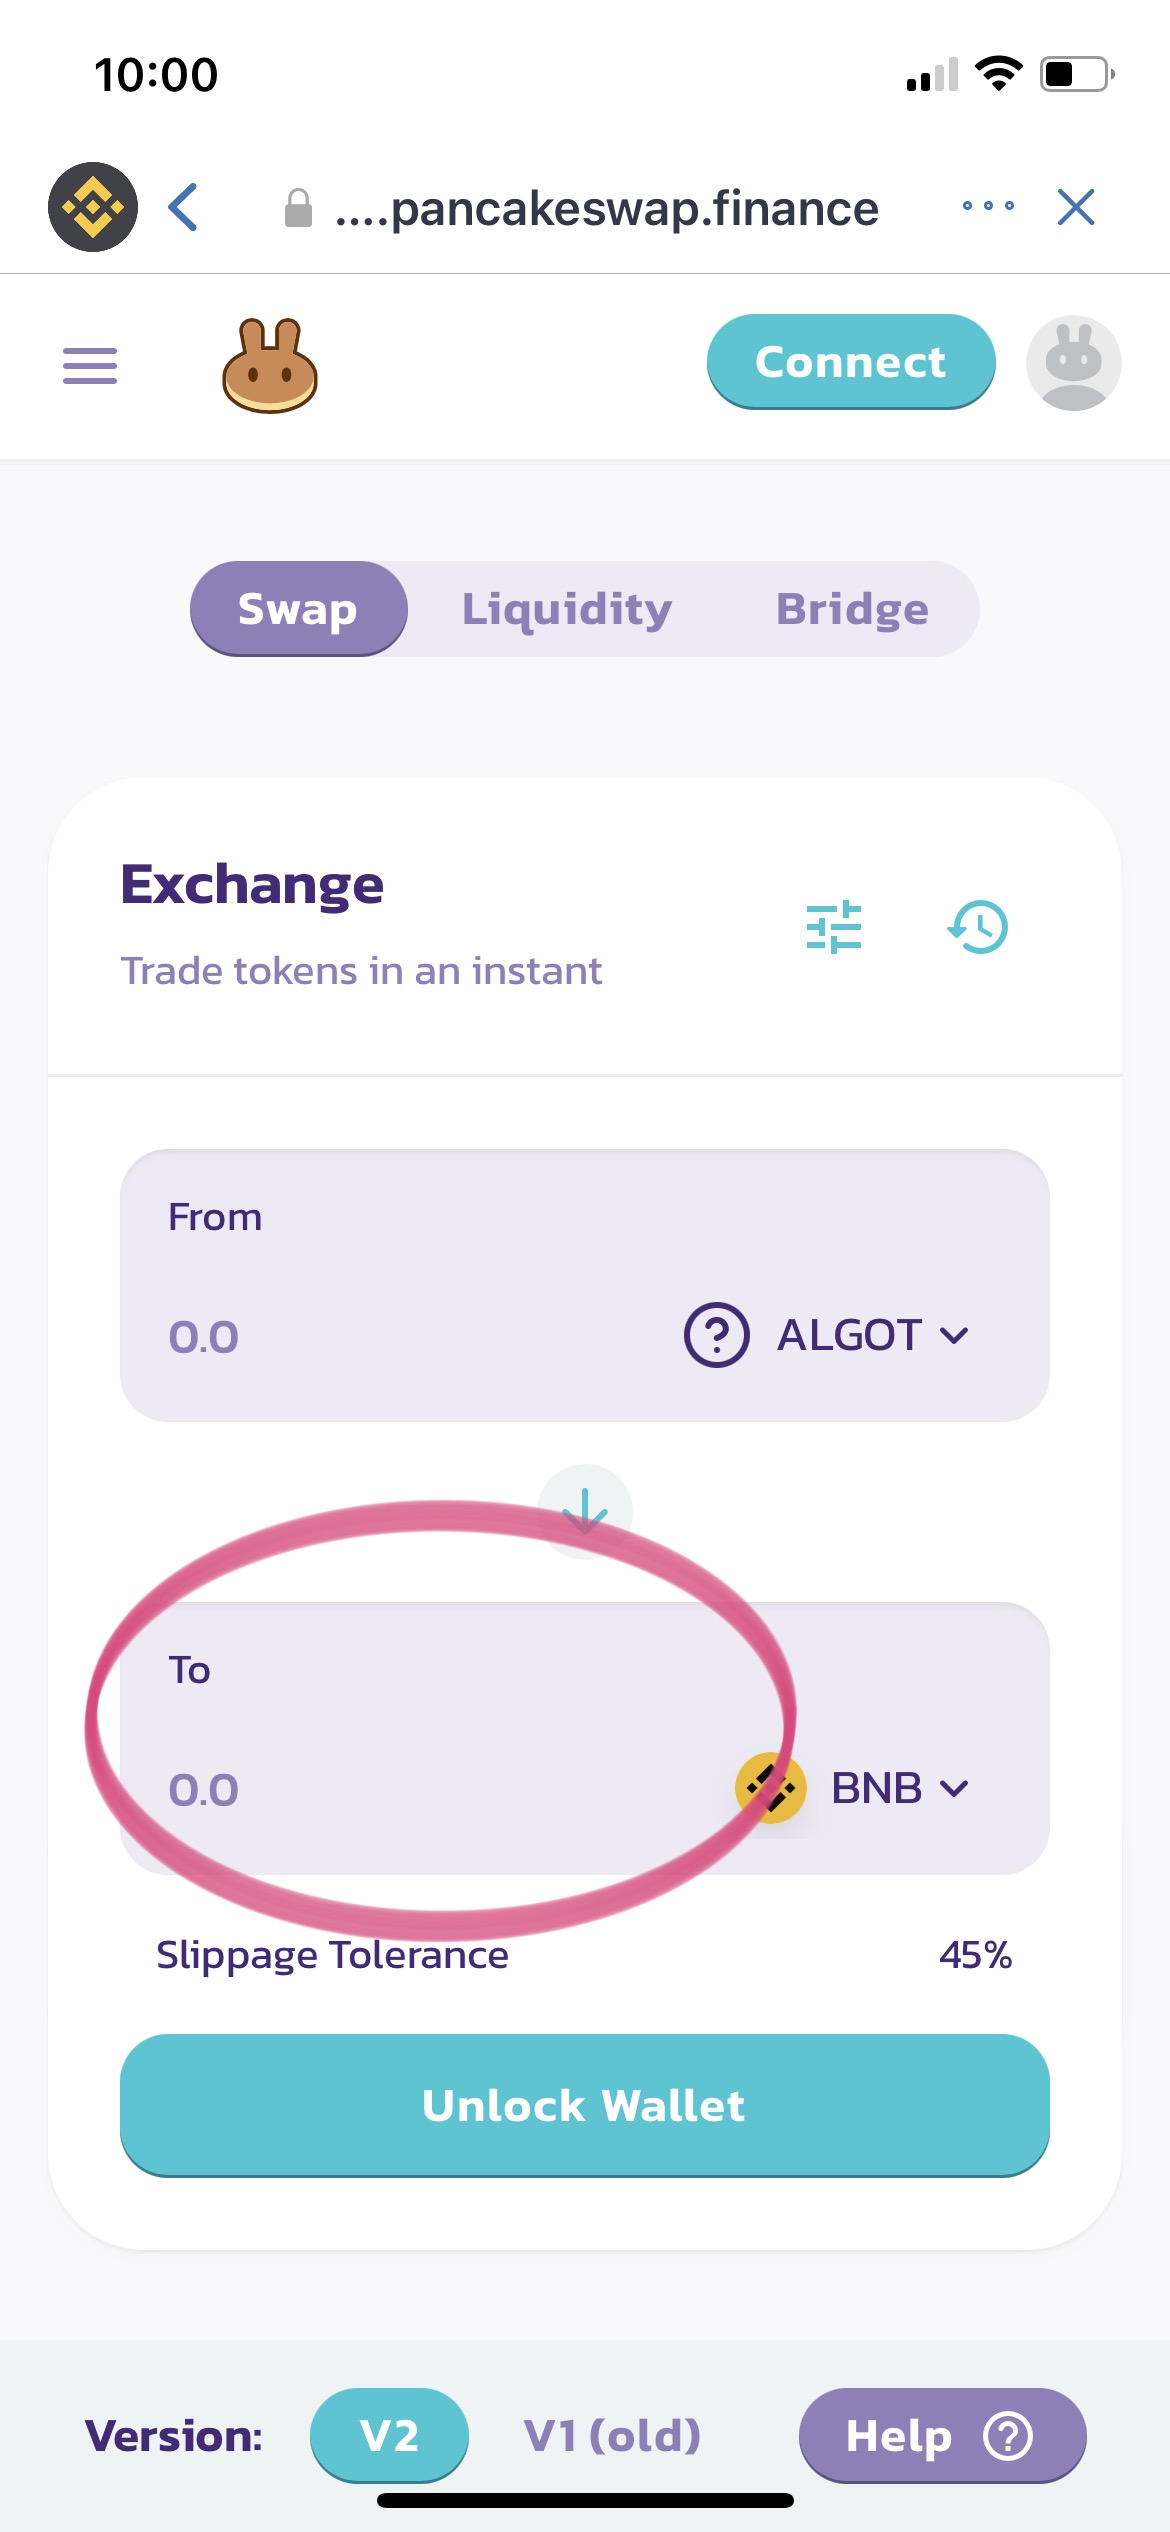 10:00
....pancakeswap.finance
Connect
Swap Liquidity Bridge
Exchange
Trade tokens in an instant
From
0.0 ALGOT
To
0.0 BNB
Slippage Tolerance 45%
Unlock Wallet
Version: V2 V1 (old) Help